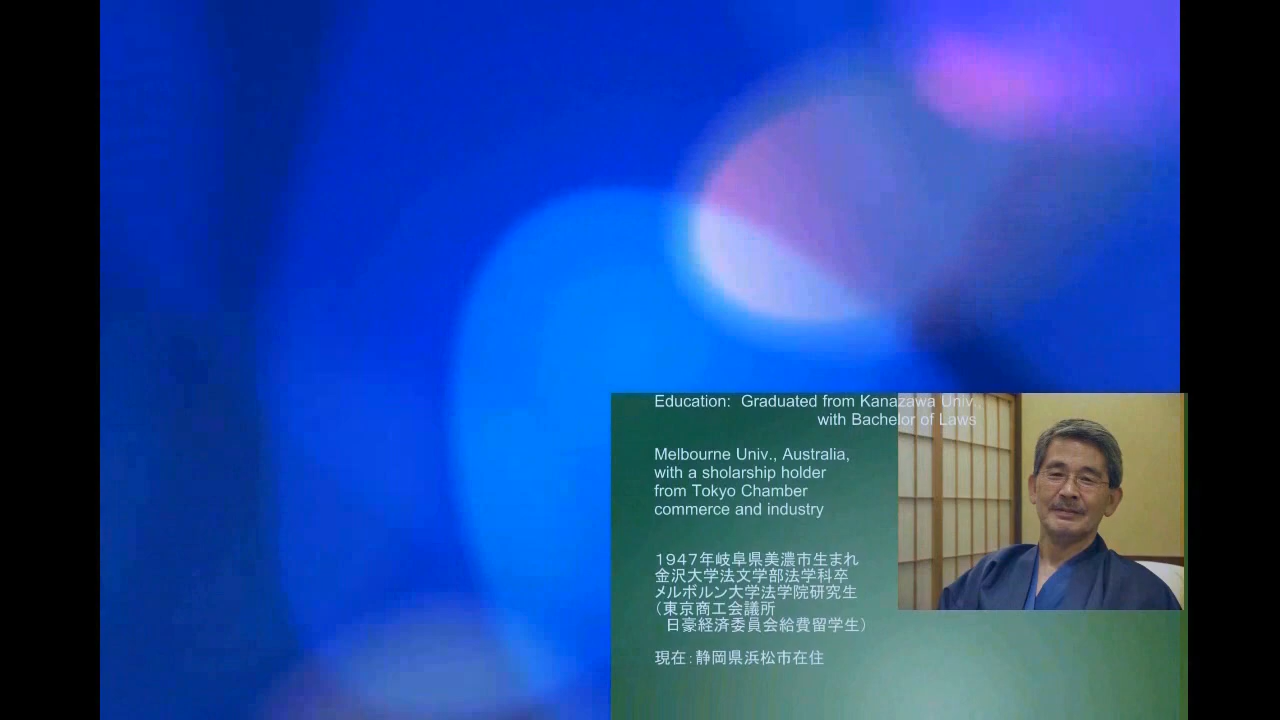 Education:  Graduated from Kanazawa Univ.,
with Bachelor of Laws
Melbourne Univ., Australia,
with a sholarship holder
from Tokyo Chamber
commerce and industry
1947年岐阜県美濃市生まれ
金沢大学法文学部法学科卒
メルボルン大学法学院研究生
（東京商工会議所
日豪経済委員会給費留学生）
現在：静岡県浜松市在住